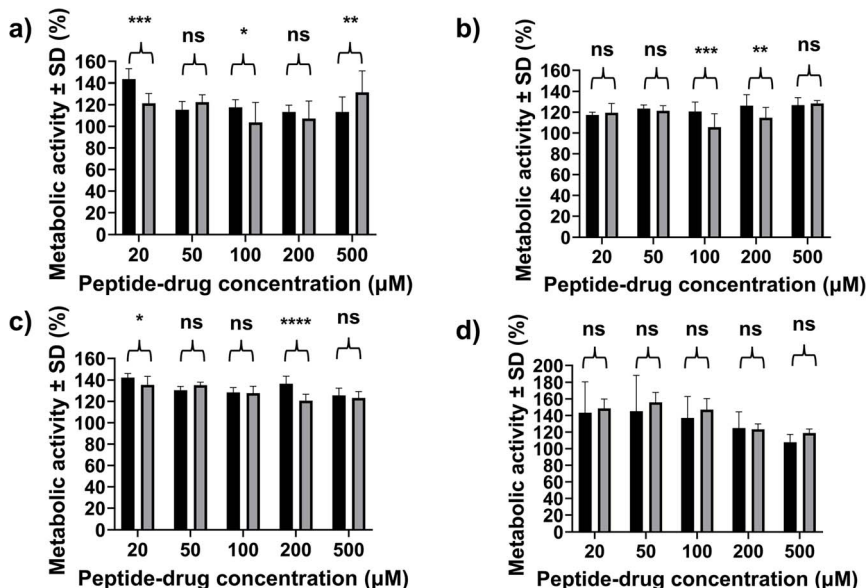 a)
Metabolic activity ± SD (%)
*** ns * ns **
160
140
120
100
80
60
40
20
0
20 50 100 200 500
Peptide-drug concentration (µM)
b)
Metabolic activity ± SD (%)
ns ns *** ** ns
160
140
120
100
80
60
40
20
0
20 50 100 200 500
Peptide-drug concentration (µM)
c)
Metabolic activity ± SD (%)
* ns ns **** ns
160
140
120
100
80
60
40
20
0
20 50 100 200 500
Peptide-drug concentration (µM)
d)
Metabolic activity ± SD (%)
ns ns ns ns ns
200
180
160
140
120
100
80
60
40
20
0
20 50 100 200 500
Peptide-drug concentration (µM)